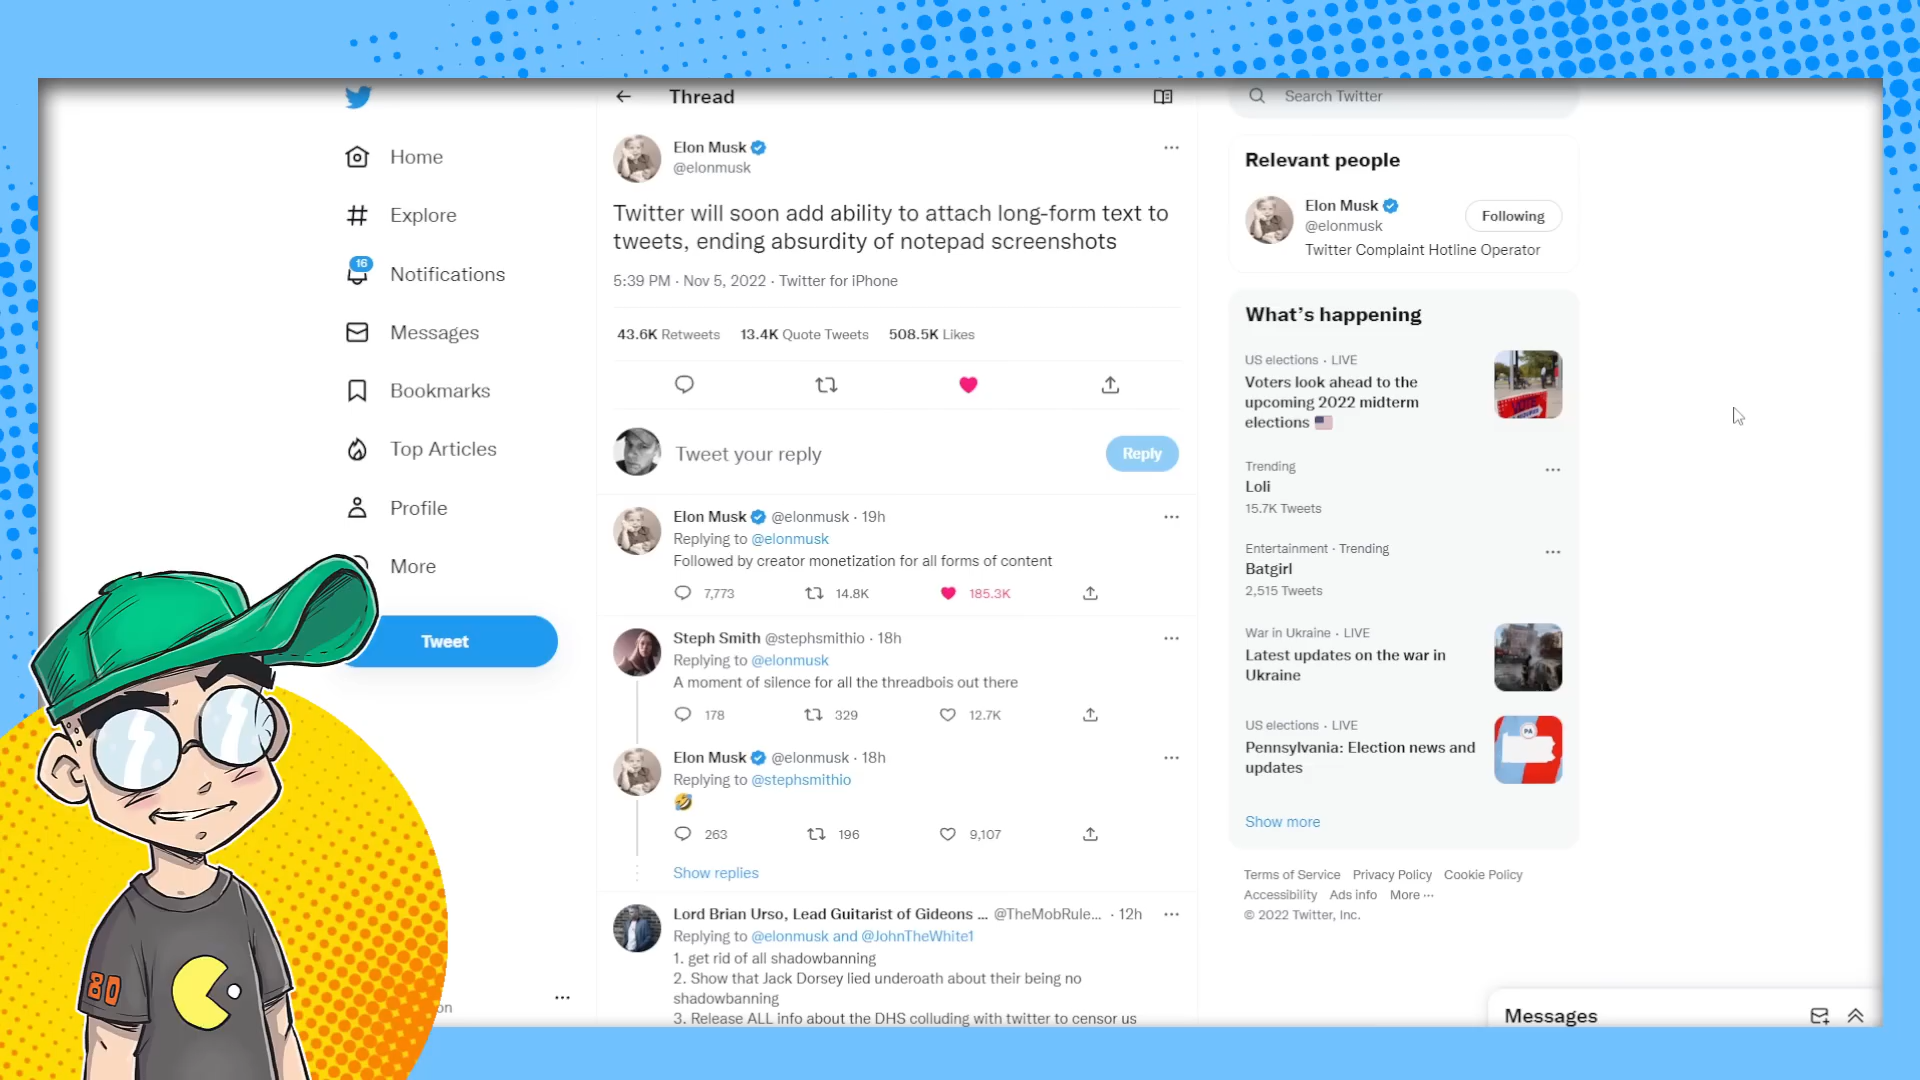 Home
Explore
16
Notifications
Messages
Bookmarks
Top Articles
Profile
More
Tweet
80
on
Thread
Elon Musk
@elonmusk
Twitter will soon add ability to attach long-form text to
tweets, ending absurdity of notepad screenshots
5:39 PM · Nov 5, 2022 · Twitter for iPhone
43.6K Retweets 13.4K Quote Tweets 508.5K Likes
Tweet your reply
Reply
Elon Musk @elonmusk · 19h
Replying to @elonmusk
Followed by creator monetization for all forms of content
7,773 14.8K 185.3K
Steph Smith @stephsmithio · 18h
Replying to @elonmusk
A moment of silence for all the threadbois out there
178 329 12.7K
Elon Musk @elonmusk · 18h
Replying to @stephsmithio
🤣
263 196 9,107
Show replies
Lord Brian Urso, Lead Guitarist of Gideons ... @TheMobRule... · 12h
Replying to @elonmusk and @JohnTheWhite1
1. get rid of all shadowbanning
2. Show that Jack Dorsey lied underoath about their being no
shadowbanning
3. Release ALL info about the DHS colluding with twitter to censor us
Search Twitter
Relevant people
Elon Musk
@elonmusk
Following
Twitter Complaint Hotline Operator
What's happening
US elections · LIVE
Voters look ahead to the
upcoming 2022 midterm
elections 🇺🇸
VOTE
Trending
Loli
15.7K Tweets
Entertainment · Trending
Batgirl
2,515 Tweets
War in Ukraine · LIVE
Latest updates on the war in
Ukraine
US elections · LIVE
Pennsylvania: Election news and
updates
PA
Show more
Terms of Service Privacy Policy Cookie Policy
Accessibility Ads info More ···
© 2022 Twitter, Inc.
Messages